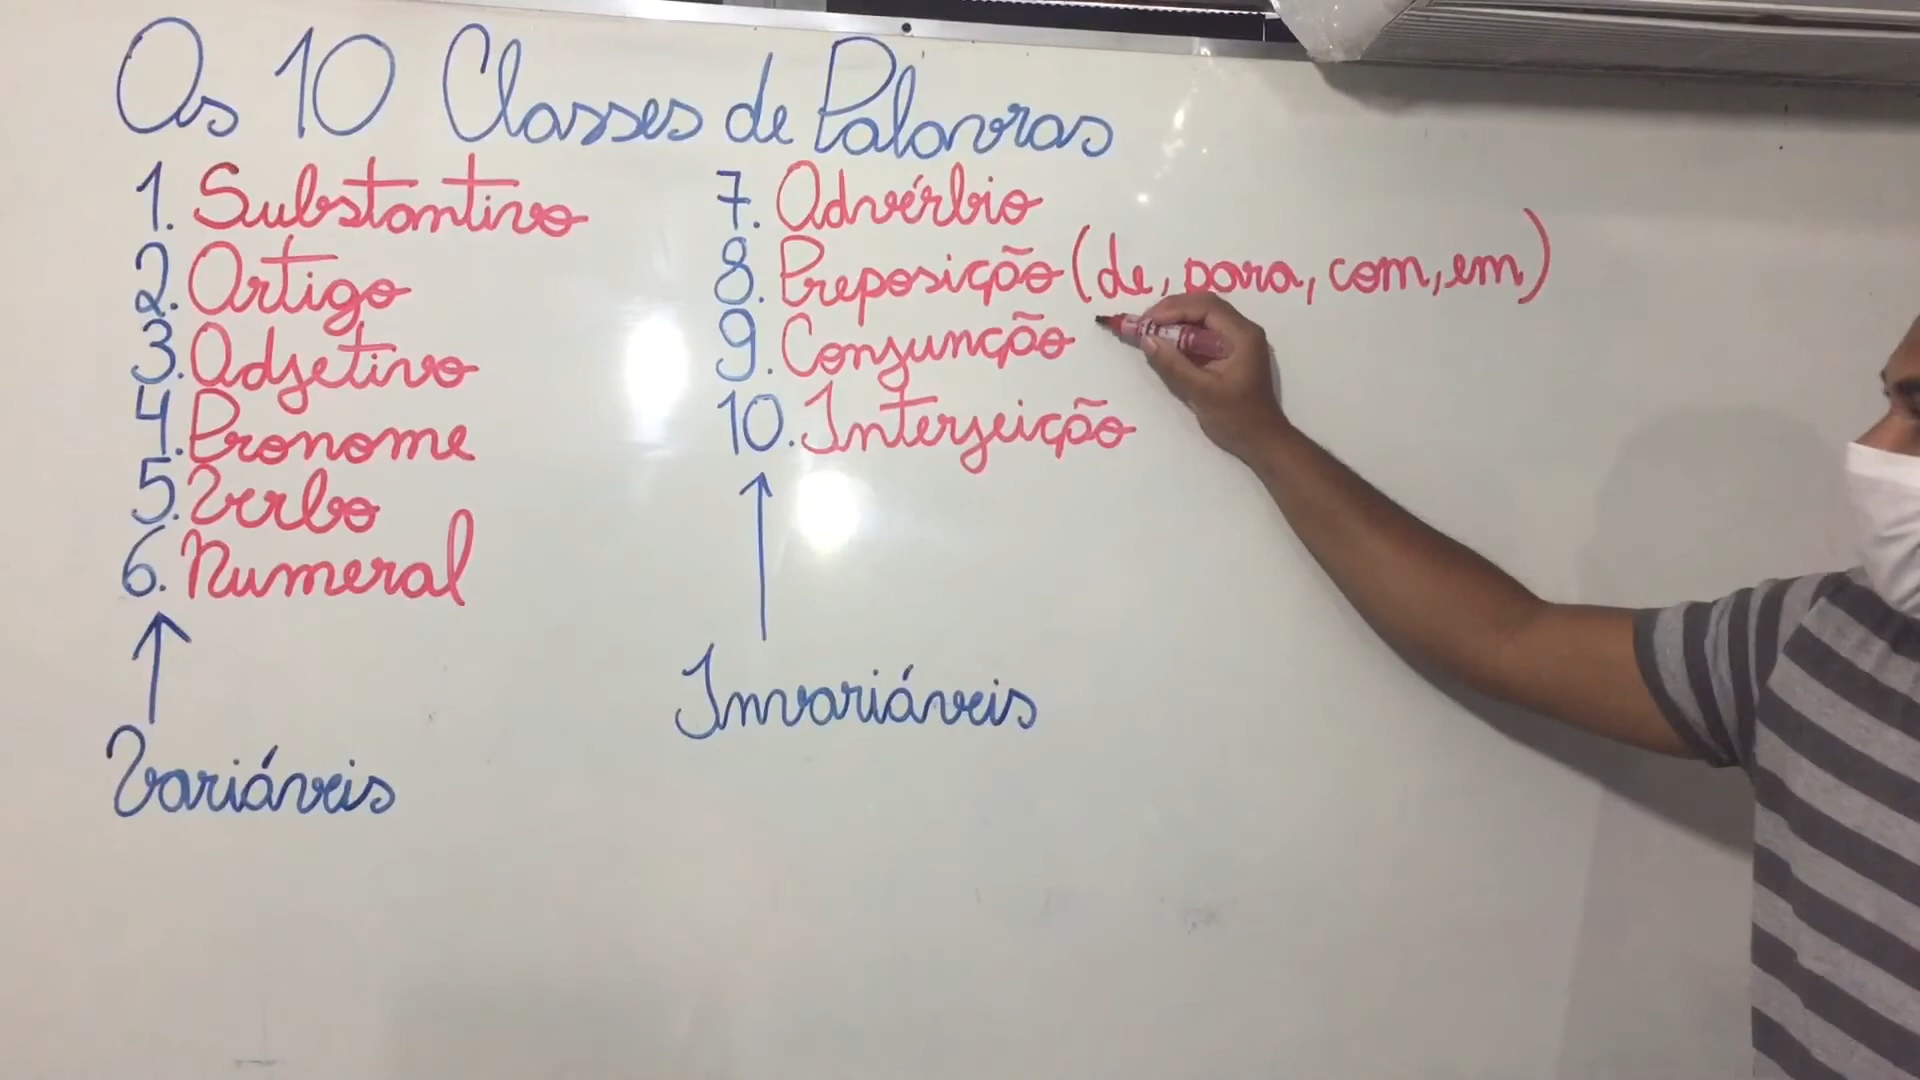 Os 10 Classes de Palavras
1. Substantivo
2. Artigo
3. Adjetivo
4. Pronome
5. Verbo
6. Numeral
Variáveis
7. Advérbio
8. Preposição (de, para, com, em)
9. Conjunção
10. Interjeição
Invariáveis